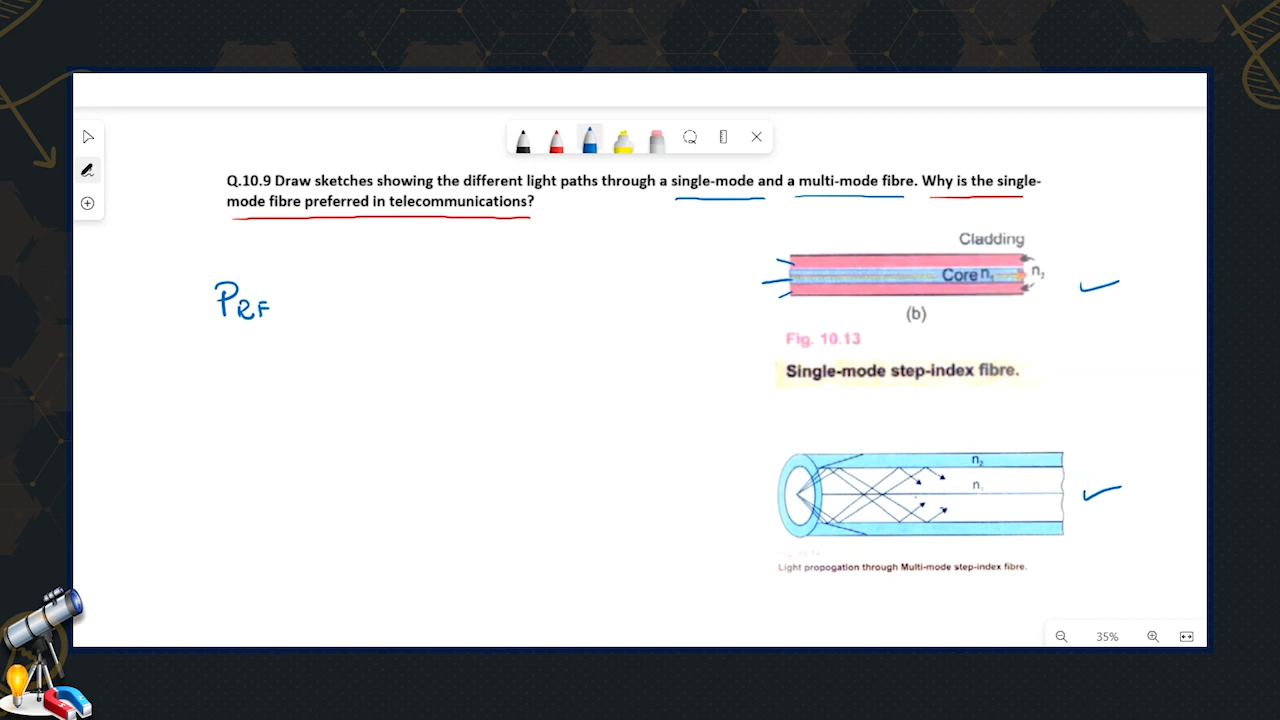 Q.10.9 Draw sketches showing the different light paths through a single-mode and a multi-mode fibre. Why is the single-
mode fibre preferred in telecommunications?
Cladding
Core n₁
n₂
PRF
(b)
Fig. 10.13
Single-mode step-index fibre.
n₂
n₁
Light propogation through Multi-mode step-index fibre.
35%